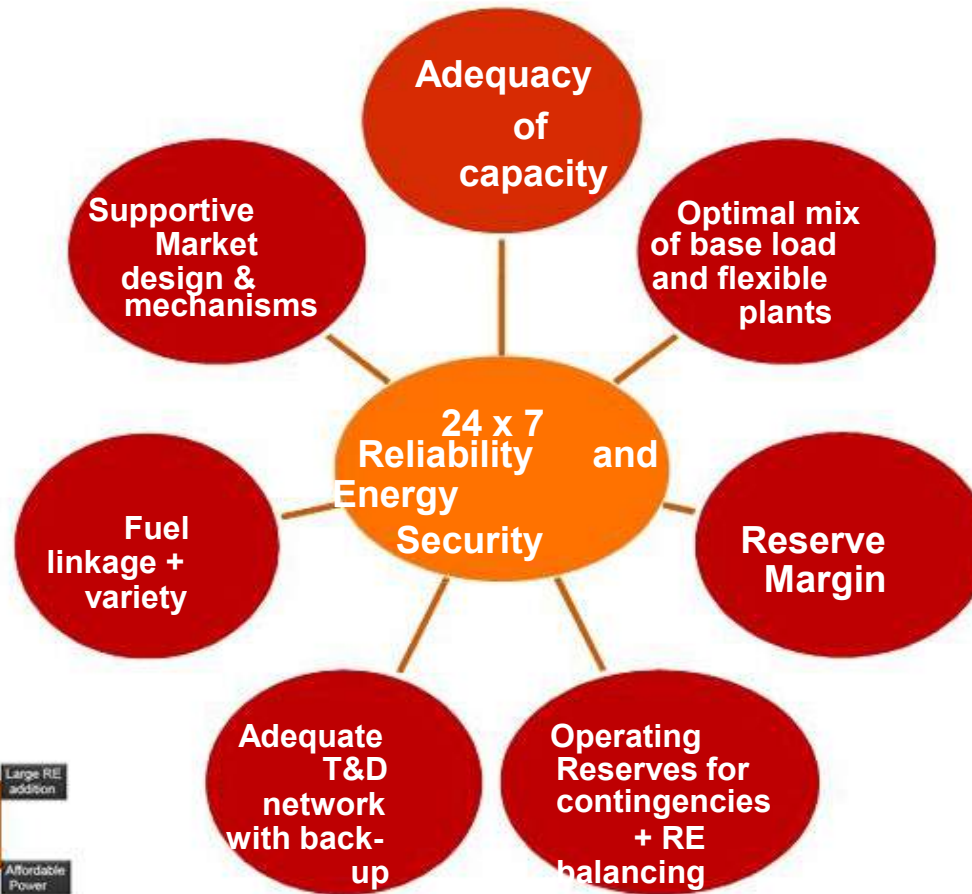 Adequacy
of
capacity
Supportive
Market
design &
mechanisms
Optimal mix
of base load
and flexible
plants
24 x 7
Reliability and
Energy
Security
Fuel
linkage +
variety
Reserve
Margin
Adequate
T&D
network
with back-
up
Operating
Reserves for
contingencies
+ RE
balancing
Large RE
addition
Affordable
Power